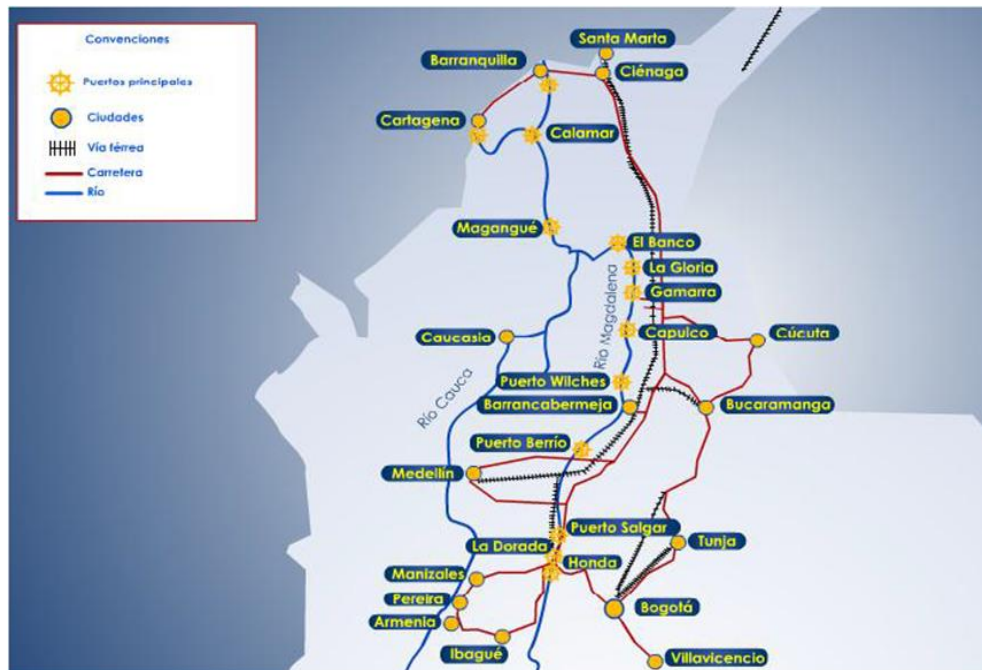 Convenciones
Puertos principales
Ciudades
Vía férrea
Carretera
Río
Santa Marta
Barranquilla
Ciénaga
Cartagena
Calamar
Magangué
El Banco
La Gloria
Gamarra
Río Magdalena
Caucasia
Capulco
Cúcuta
Puerto Wilches
Río Cauca
Barrancabermeja
Bucaramanga
Puerto Berrío
Medellín
Puerto Salgar
La Dorada
Tunja
Honda
Manizales
Pereira
Bogotá
Armenia
Ibagué
Villavicencio